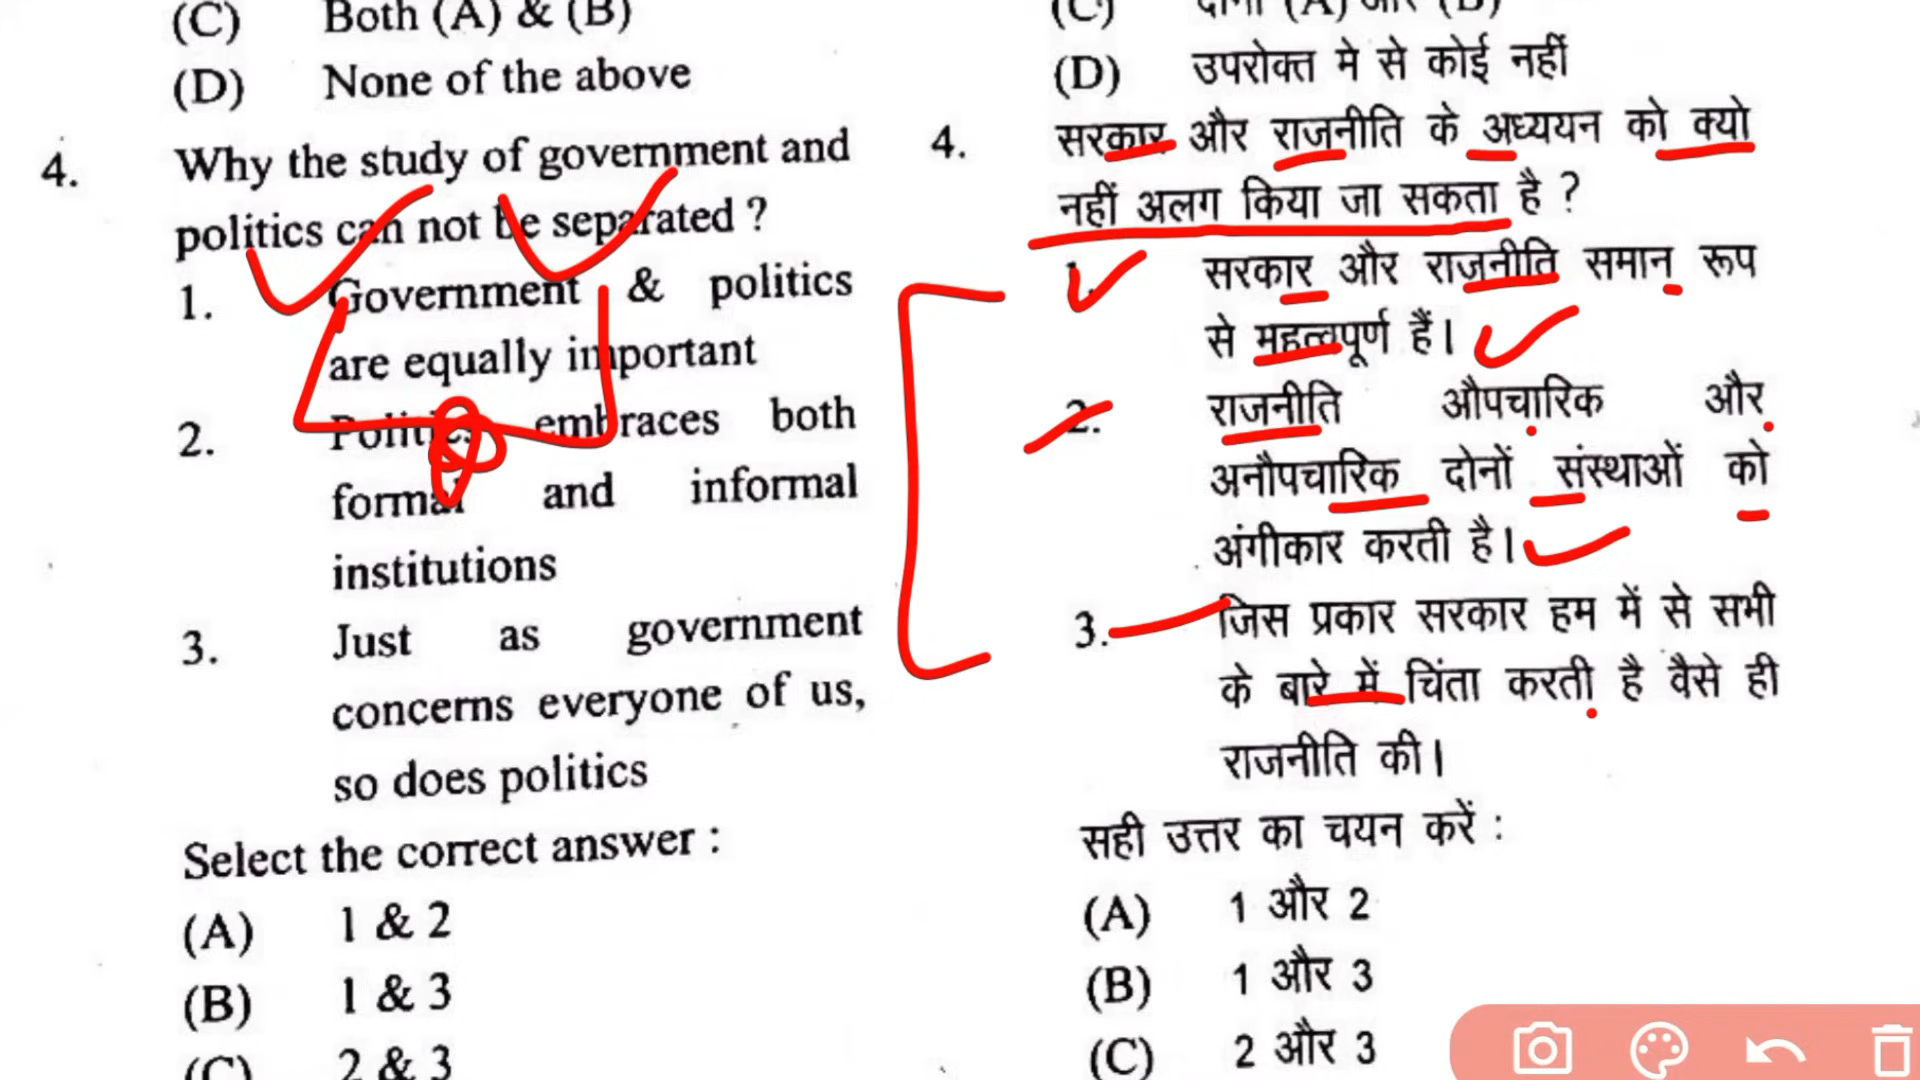 (C) Both (A) & (B)
(D) None of the above
4. Why the study of government and
politics can not be separated ?
1. Government & politics
are equally important
2. Politics embraces both
formal and informal
institutions
3. Just as government
concerns everyone of us,
so does politics
Select the correct answer :
(A) 1 & 2
(B) 1 & 3
(C) 2 & 3
(C) दोनों (A) और (B)
(D) उपरोक्त मे से कोई नहीं
4. सरकार और राजनीति के अध्ययन को क्यो
नहीं अलग किया जा सकता है ?
1. सरकार और राजनीति समान रूप
से महत्वपूर्ण हैं।
2. राजनीति औपचारिक और
अनौपचारिक दोनों संस्थाओं को
अंगीकार करती है।
3. जिस प्रकार सरकार हम में से सभी
के बारे में चिंता करती है वैसे ही
राजनीति की।
सही उत्तर का चयन करें :
(A) 1 और 2
(B) 1 और 3
(C) 2 और 3